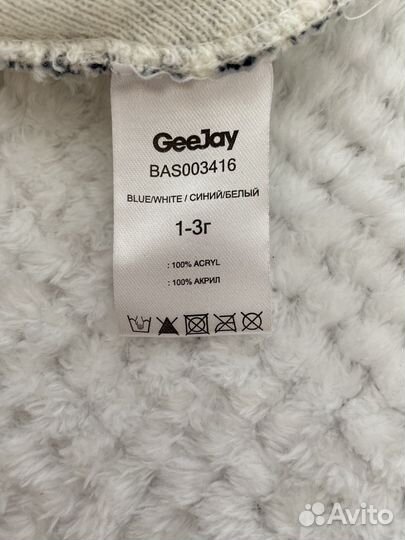 GeeJay
BAS003416
BLUE/WHITE / СИНИЙ/БЕЛЫЙ
1-3г
: 100% ACRYL
: 100% АКРИЛ
Avito